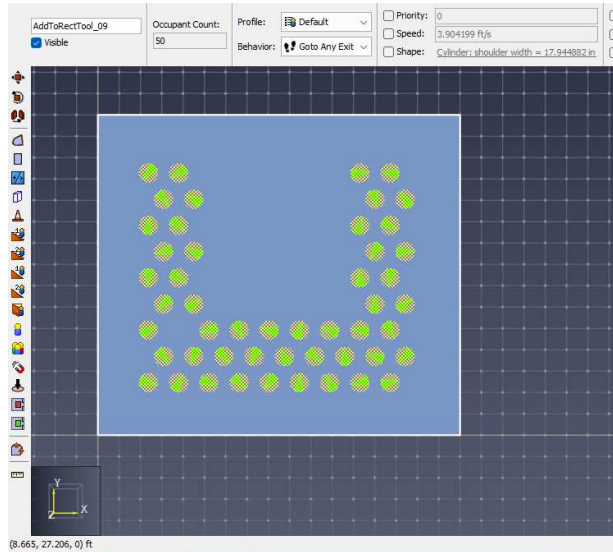 AddToRectTool_09
Visible
Occupant Count:
50
Profile: Default
Behavior: Goto Any Exit
Priority: 0
Speed: 3.904199 ft/s
Shape: Cylinder: shoulder width = 17.944882 in
Y
Z X
(8.665, 27.206, 0) ft